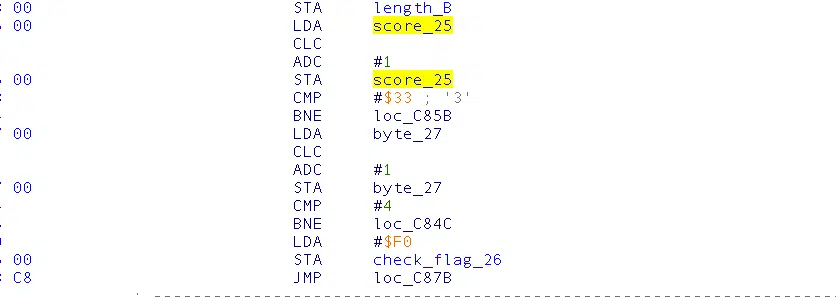 00 STA length_B
00 LDA score_25
CLC
ADC #1
00 STA score_25
CMP #$33 ; '3'
BNE loc_C85B
00 LDA byte_27
CLC
ADC #1
00 STA byte_27
CMP #4
BNE loc_C84C
LDA #$F0
00 STA check_flag_26
C8 JMP loc_C87B